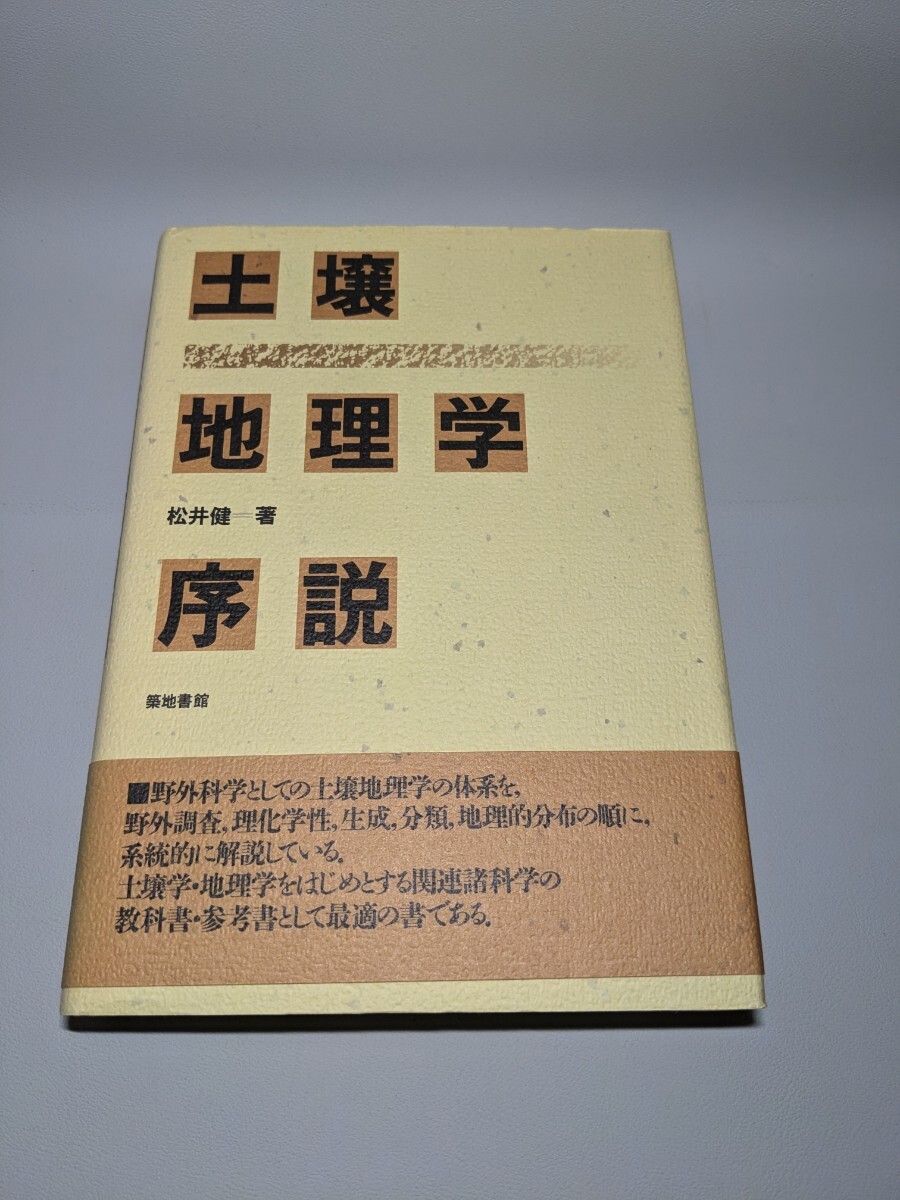 土壌
地理学
松井健—著
序説
築地書館
■野外科学としての土壌地理学の体系を,
野外調査,理化学性,生成,分類,地理的分布の順に,
系統的に解説している.
土壌学・地理学をはじめとする関連諸科学の
教科書・参考書として最適の書である.